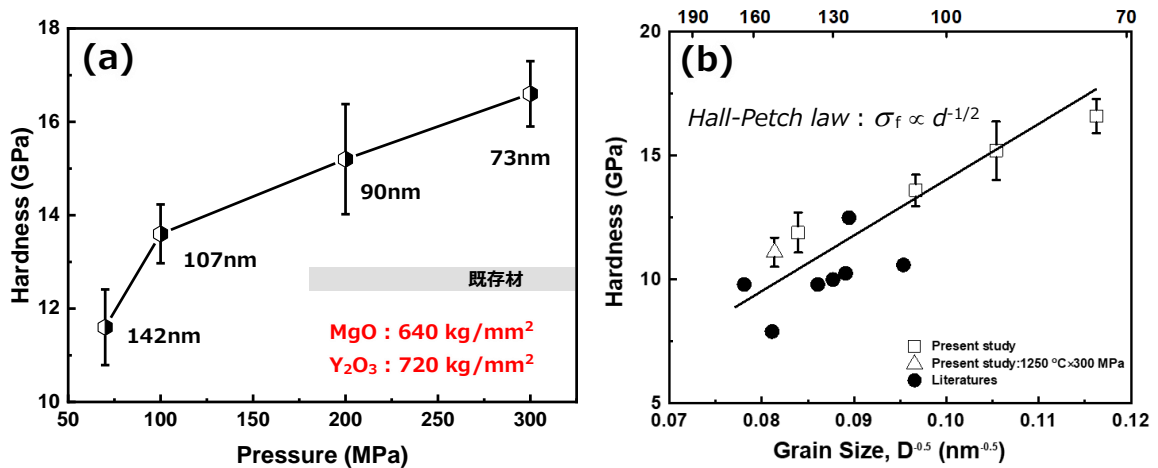 (a)
18
16
14
12
10
Hardness (GPa)
142nm
107nm
90nm
73nm
既存材
MgO : 640 kg/mm²
Y₂O₃ : 720 kg/mm²
50 100 150 200 250 300
Pressure (MPa)
190 160 130 100 70
(b)
20
15
10
5
Hardness (GPa)
Hall-Petch law : σf ∝ d-1/2
Present study
Present study:1250 °C×300 MPa
Literatures
0.07 0.08 0.09 0.10 0.11 0.12
Grain Size, D-0.5 (nm-0.5)